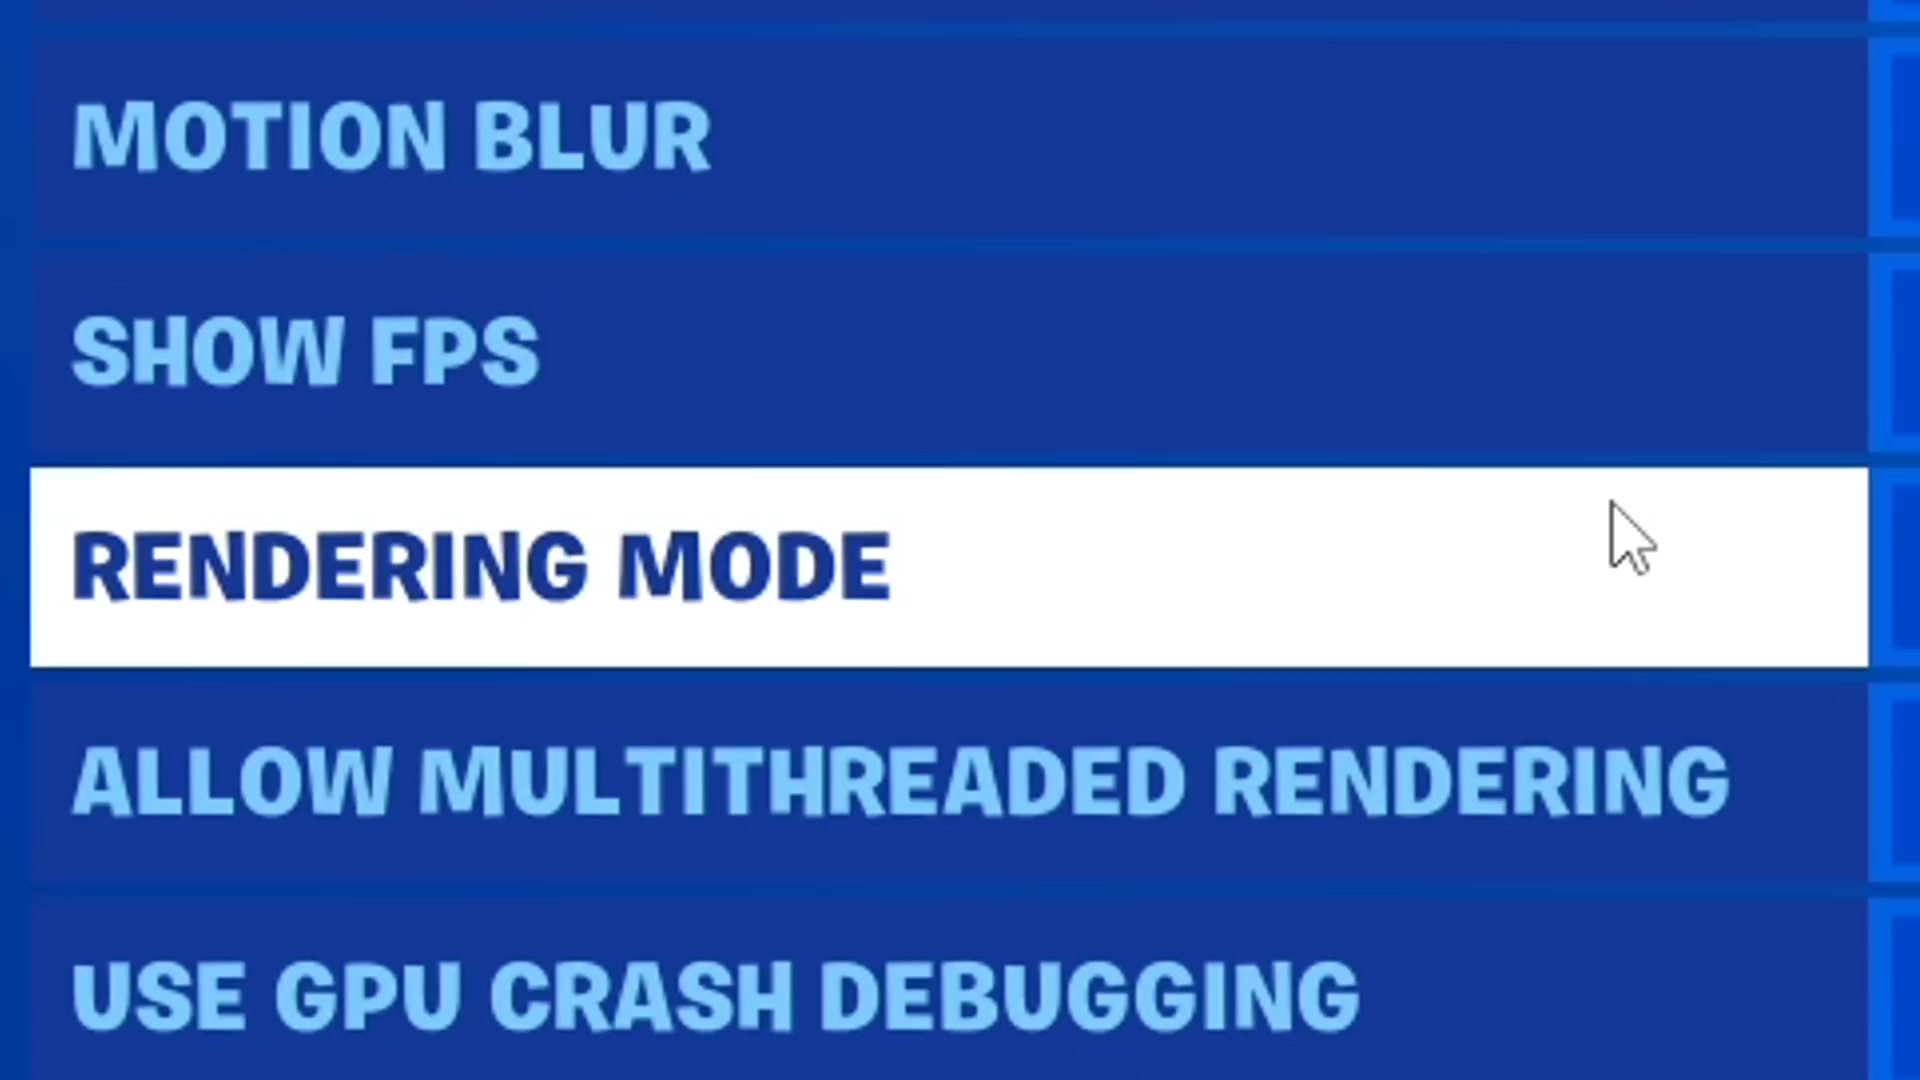 MOTION BLUR
SHOW FPS
RENDERING MODE
ALLOW MULTITHREADED RENDERING
USE GPU CRASH DEBUGGING